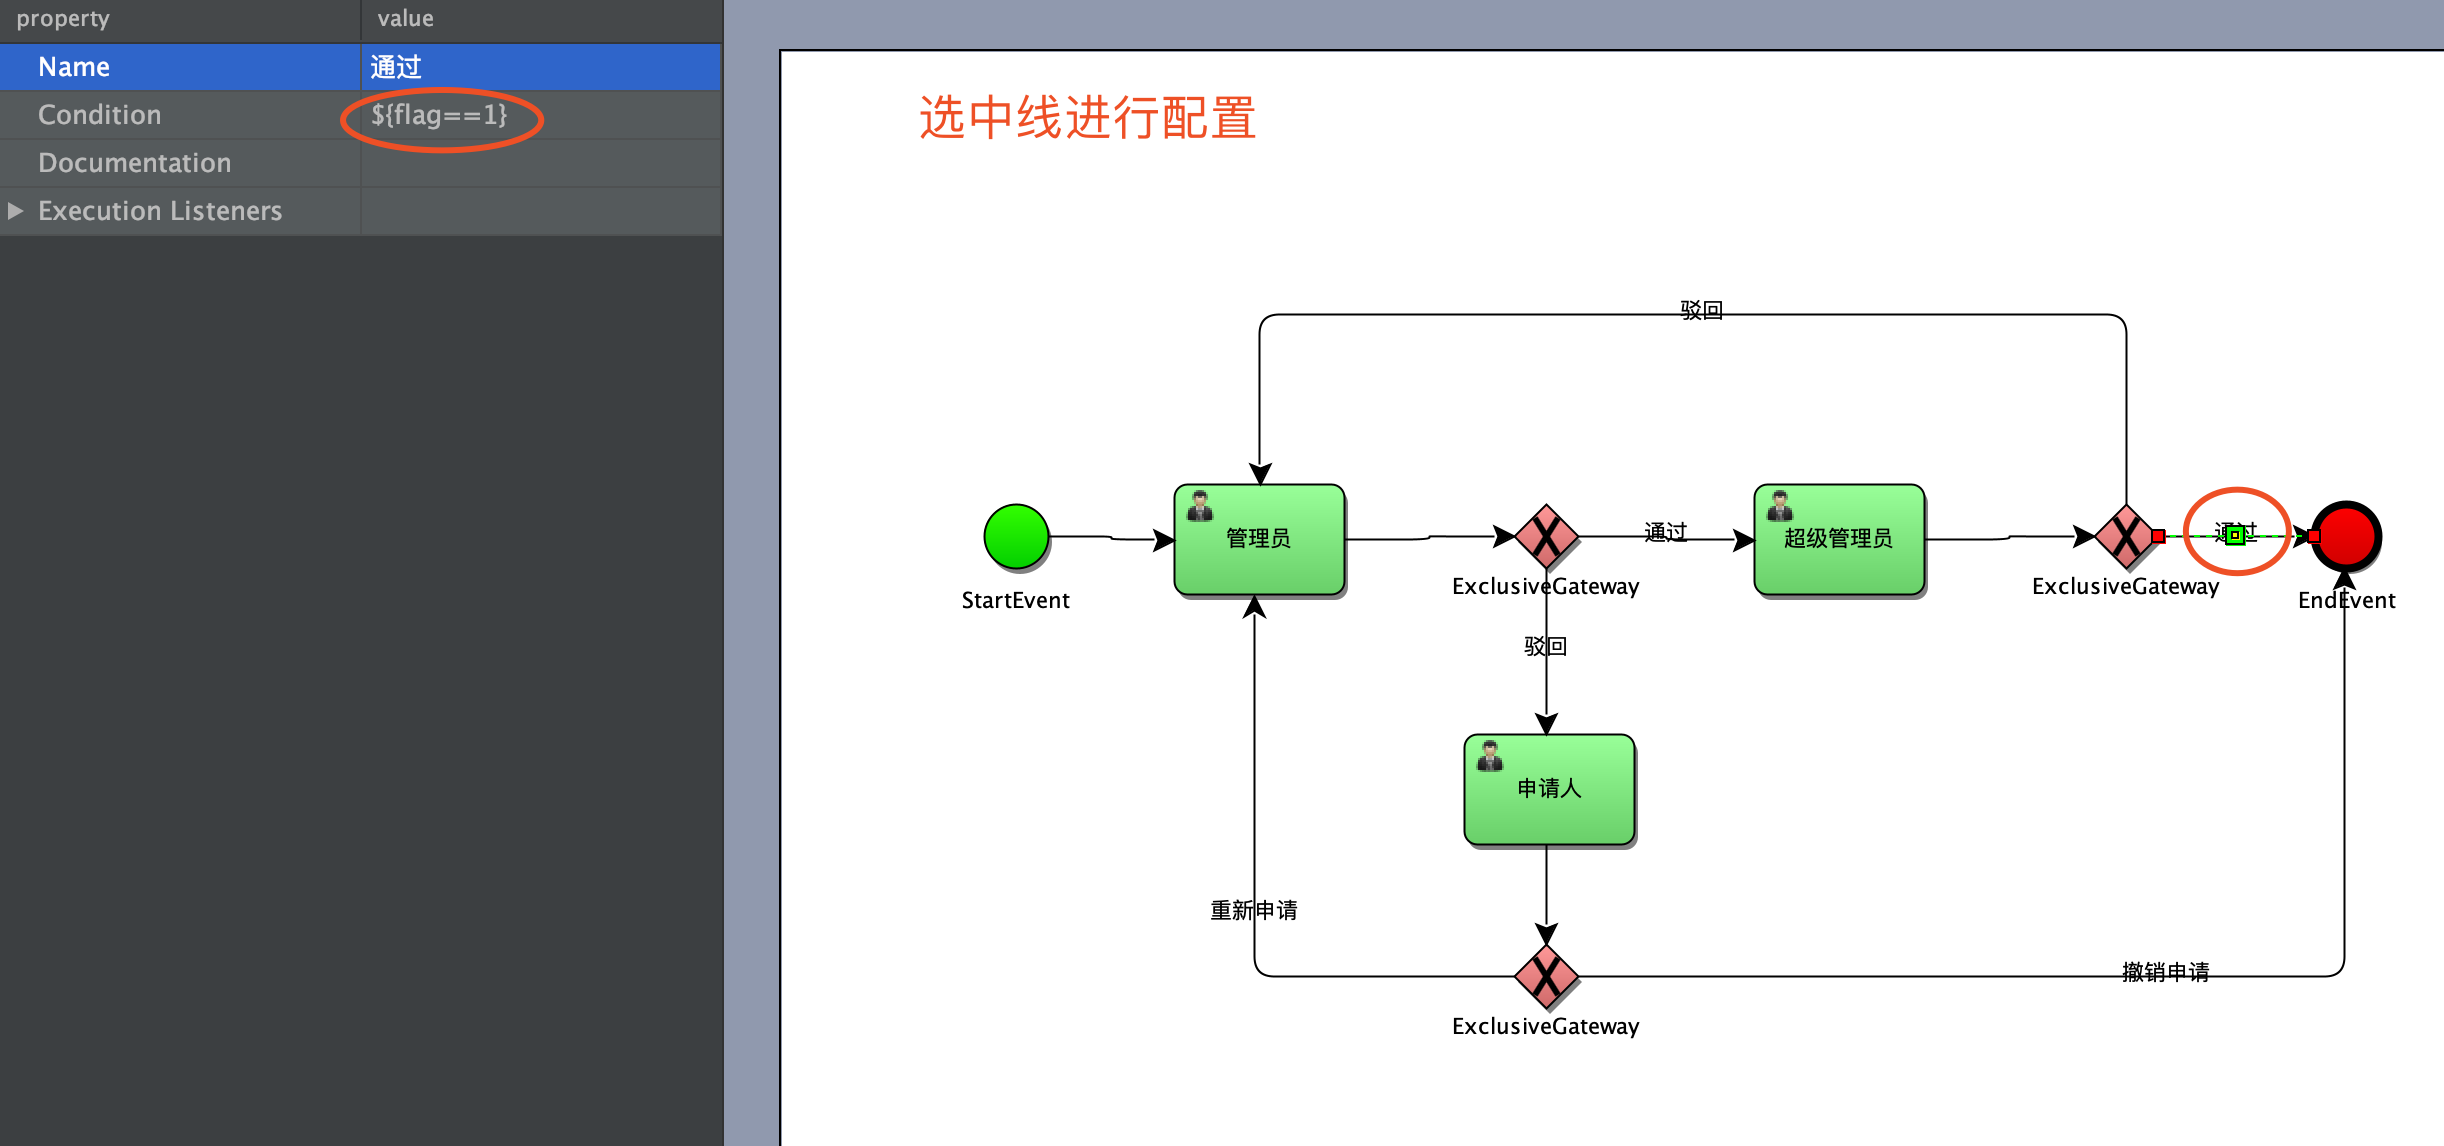 property value
Name 通过
Condition ${flag==1}
Documentation
Execution Listeners
选中线进行配置
驳回
管理员
通过
超级管理员
通过
StartEvent
ExclusiveGateway
ExclusiveGateway
EndEvent
驳回
申请人
重新申请
撤销申请
ExclusiveGateway